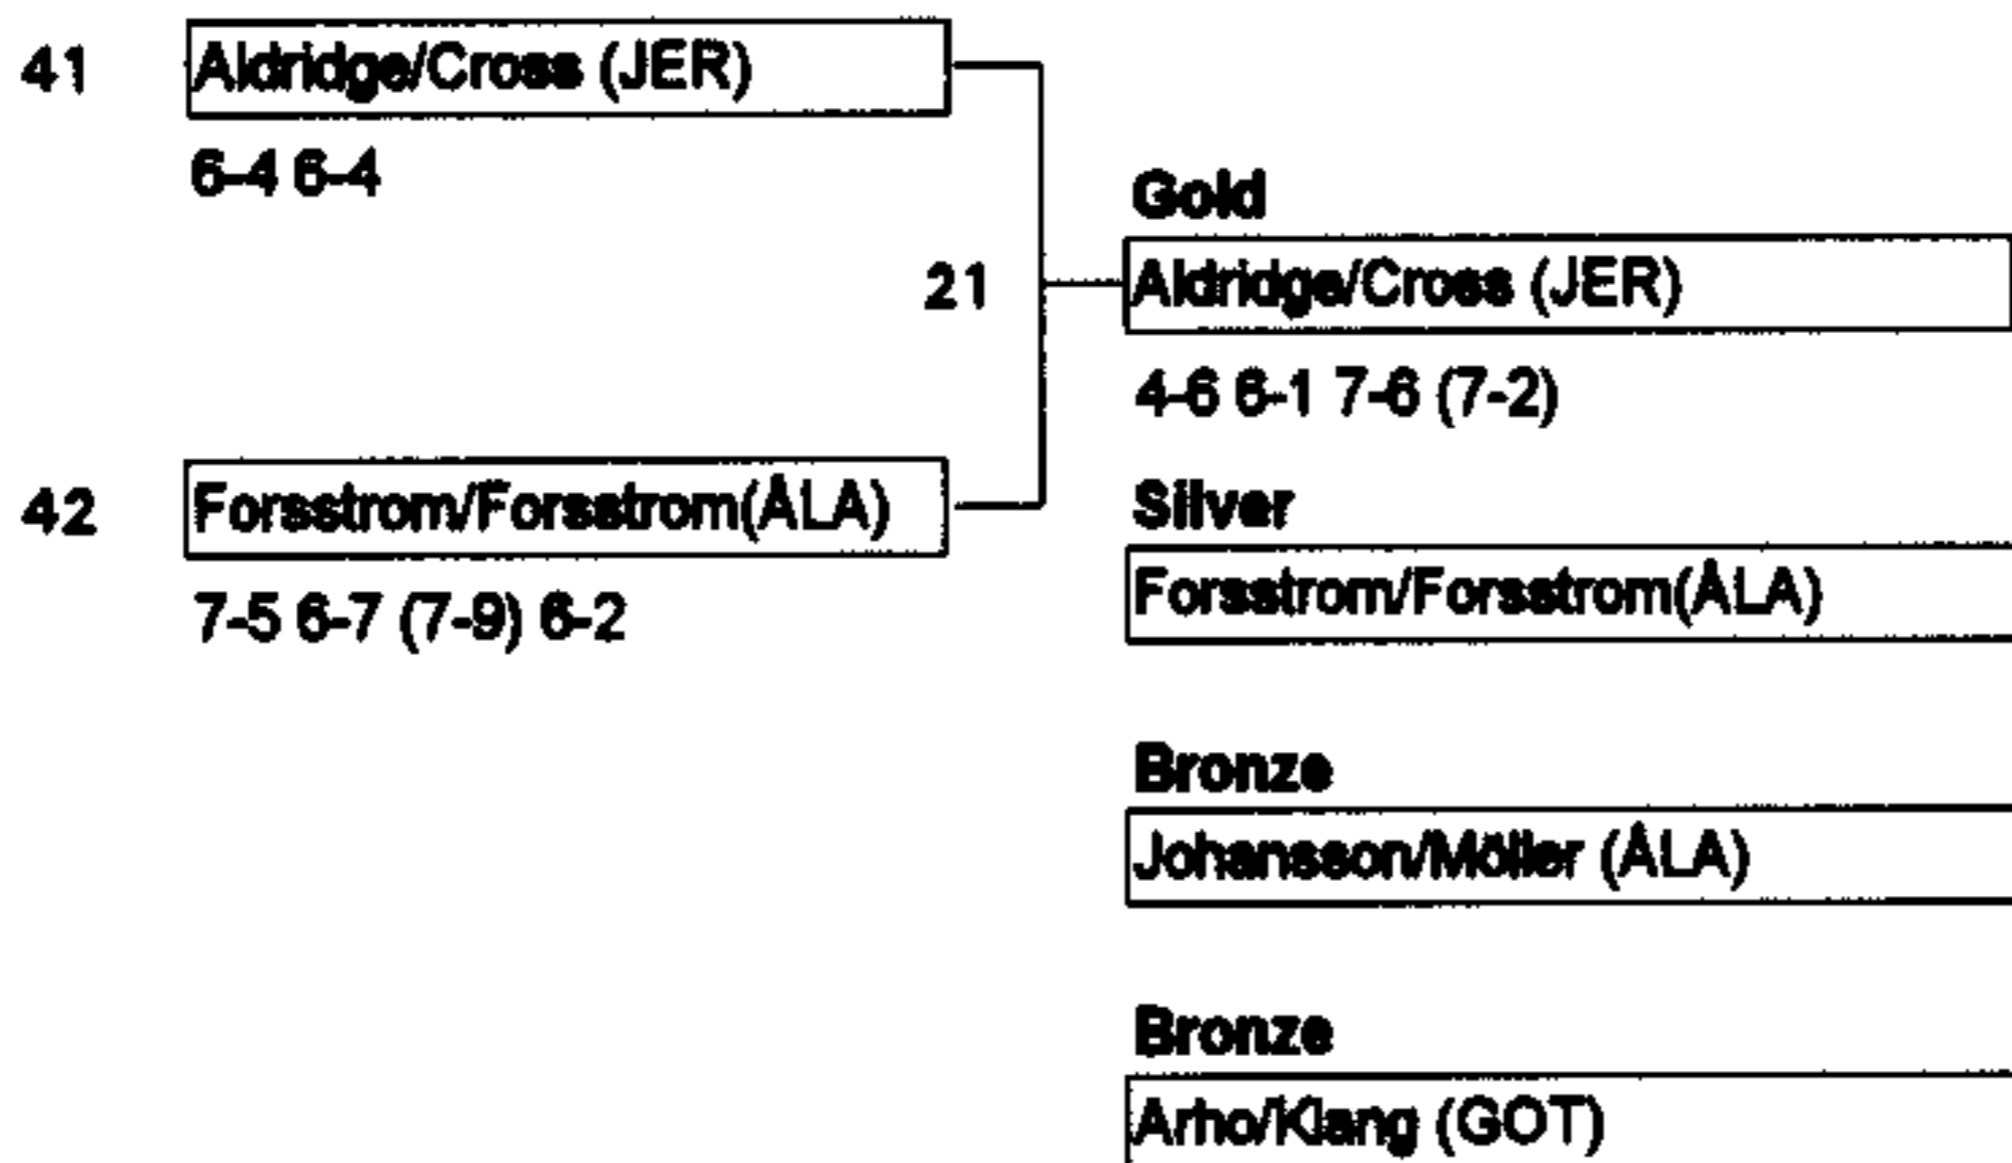 41 Aldridge/Cross (JER)
6-4 6-4
42 Forsstrom/Forsstrom(ÅLA)
7-5 6-7 (7-9) 6-2
21
Gold
Aldridge/Cross (JER)
4-6 6-1 7-6 (7-2)
Silver
Forsstrom/Forsstrom(ÅLA)
Bronze
Johansson/Möller (ÅLA)
Bronze
Arho/Klang (GOT)